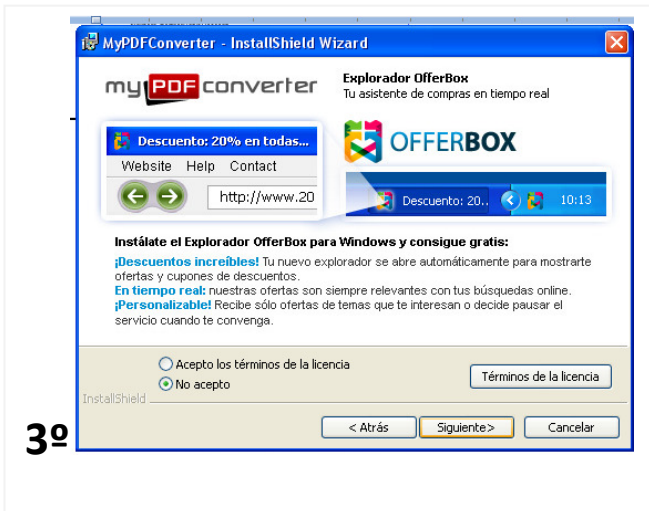 MyPDFConverter - InstallShield Wizard
my PDF converter
Explorador OfferBox
Tu asistente de compras en tiempo real
Descuento: 20% en todas...
Website Help Contact
http://www.20
OFFERBOX
Descuento: 20.. 10:13
Instálate el Explorador OfferBox para Windows y consigue gratis:
¡Descuentos increíbles! Tu nuevo explorador se abre automáticamente para mostrarte
ofertas y cupones de descuentos.
En tiempo real: nuestras ofertas son siempre relevantes con tus búsquedas online.
¡Personalizable! Recibe sólo ofertas de temas que te interesan o decide pausar el
servicio cuando te convenga.
Acepto los términos de la licencia
No acepto
Términos de la licencia
InstallShield
< Atrás Siguiente> Cancelar
3º